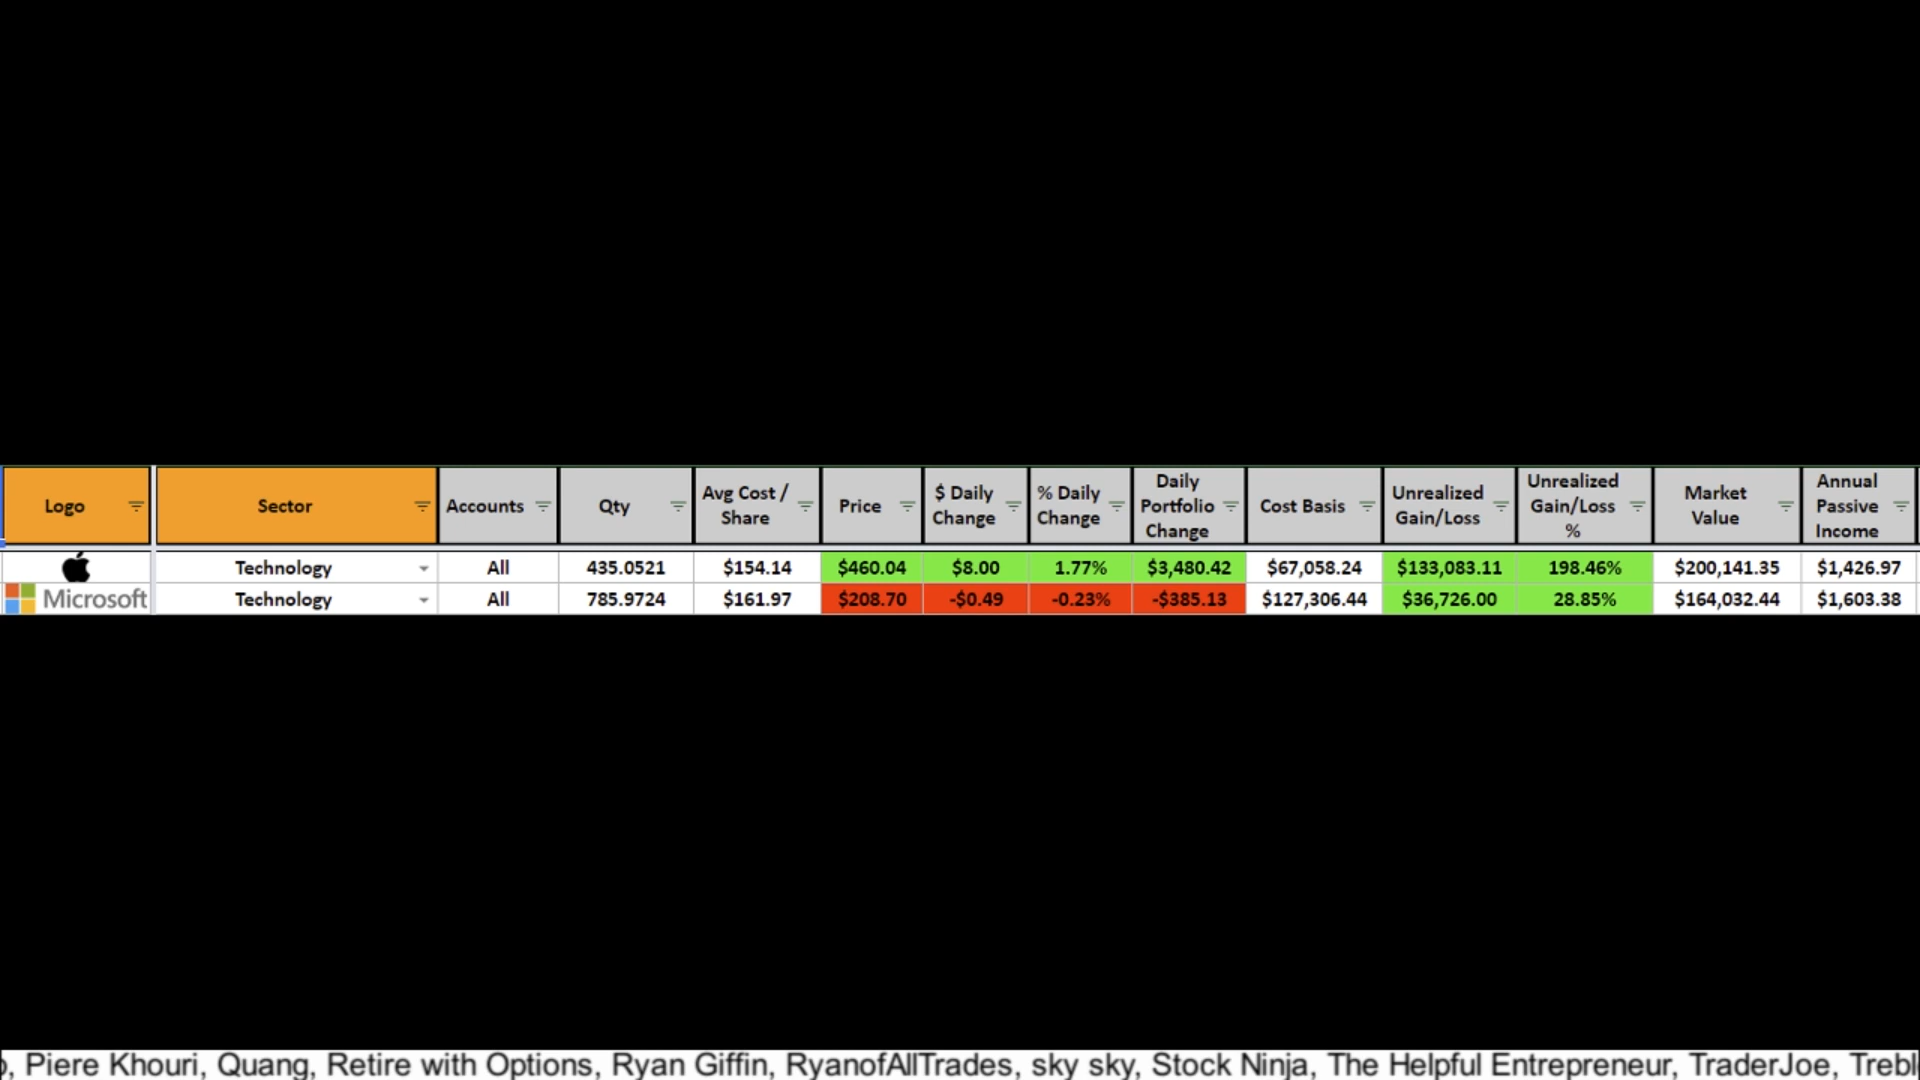 Logo Sector Accounts Qty Avg Cost / Share Price $ Daily Change % Daily Change Daily Portfolio Change Cost Basis Unrealized Gain/Loss Unrealized Gain/Loss % Market Value Annual Passive Income
Technology All 435.0521 $154.14 $460.04 $8.00 1.77% $3,480.42 $67,058.24 $133,083.11 198.46% $200,141.35 $1,426.97
Microsoft Technology All 785.9724 $161.97 $208.70 -$0.49 -0.23% -$385.13 $127,306.44 $36,726.00 28.85% $164,032.44 $1,603.38
, Piere Khouri, Quang, Retire with Options, Ryan Giffin, RyanofAllTrades, sky sky, Stock Ninja, The Helpful Entrepreneur, TraderJoe, Trebl